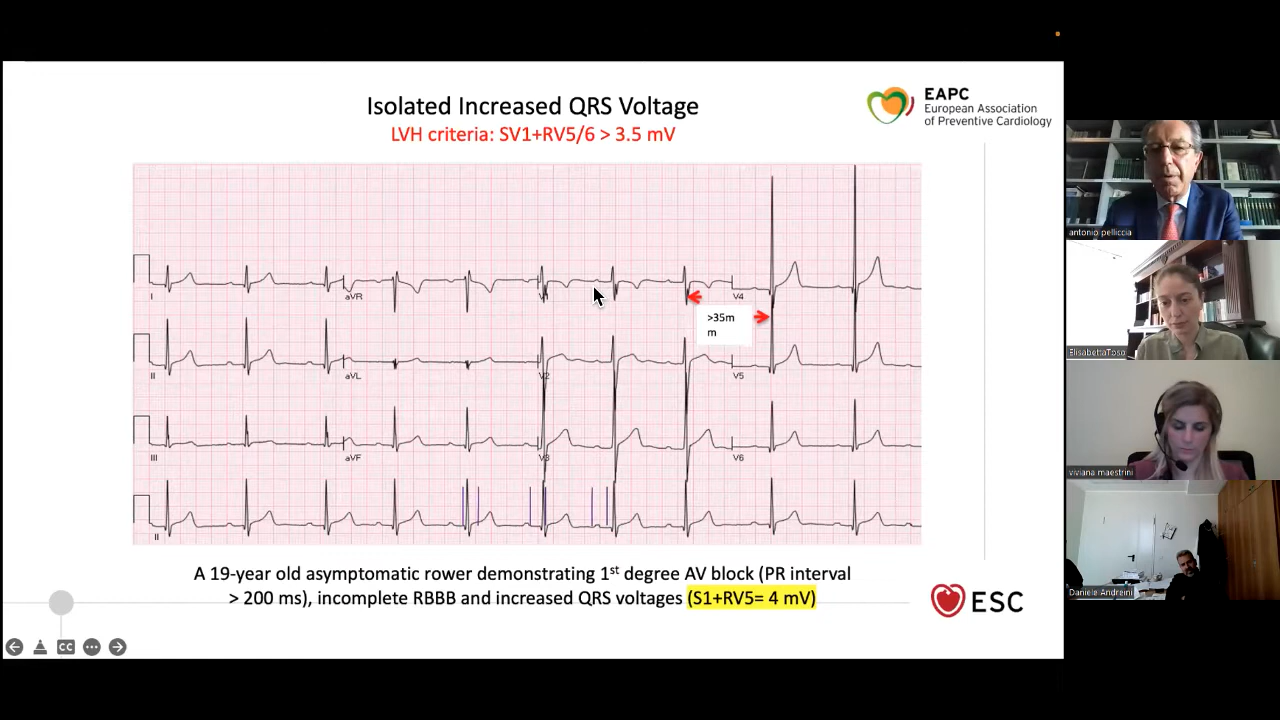 Isolated Increased QRS Voltage
LVH criteria: SV1+RV5/6 > 3.5 mV
EAPC
European Association
of Preventive Cardiology
I
aVR
V1
V4
>35m
m
II
aVL
V2
V5
III
aVF
V3
V6
II
A 19-year old asymptomatic rower demonstrating 1st degree AV block (PR interval
> 200 ms), incomplete RBBB and increased QRS voltages (S1+RV5= 4 mV)
ESC
CC
antonio pelliccia
ElisabettaToso
viviana maestrini
Daniele Andreini